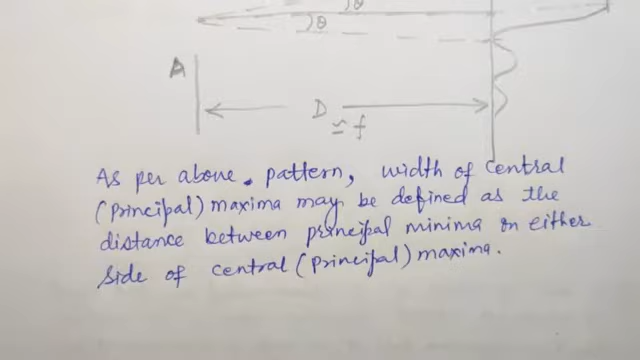 θ
θ
A
D
≃ f
As per above. pattern, width of central
(principal) maxima may be defined as the
distance between principal minima on either
side of central (principal) maxima.